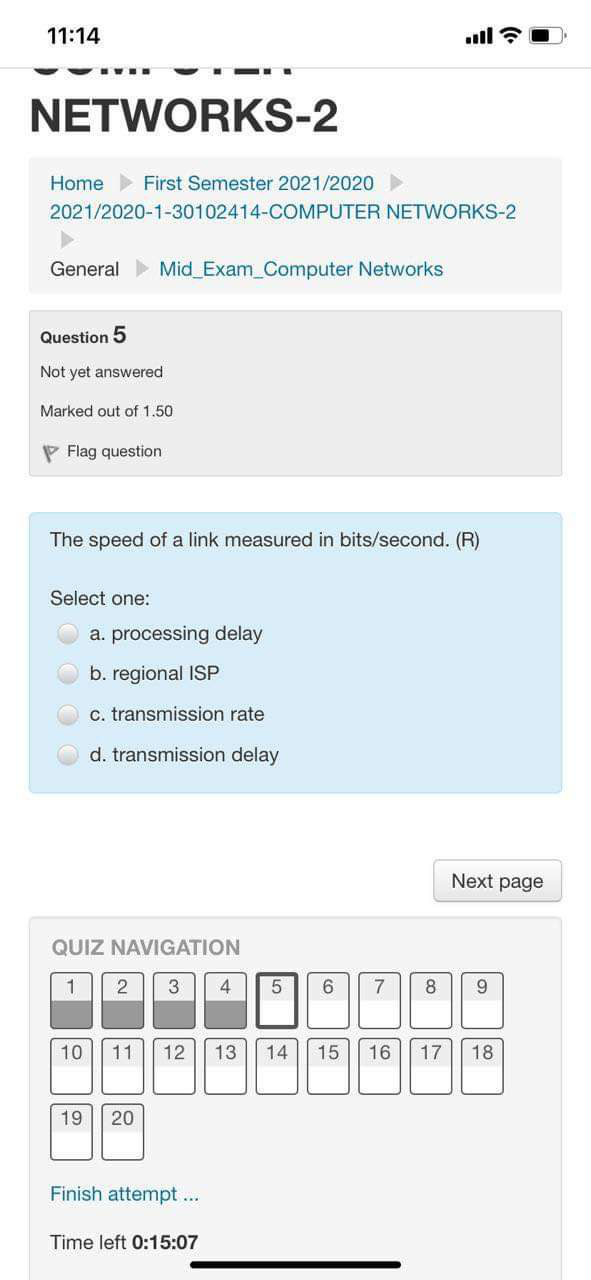 11:14
NETWORKS-2
Home First Semester 2021/2020
2021/2020-1-30102414-COMPUTER NETWORKS-2
General Mid_Exam_Computer Networks
Question 5
Not yet answered
Marked out of 1.50
Flag question
The speed of a link measured in bits/second. (R)
Select one:
a. processing delay
b. regional ISP
c. transmission rate
d. transmission delay
Next page
QUIZ NAVIGATION
1 2 3 4 5 6 7 8 9
10 11 12 13 14 15 16 17 18
19 20
Finish attempt ...
Time left 0:15:07